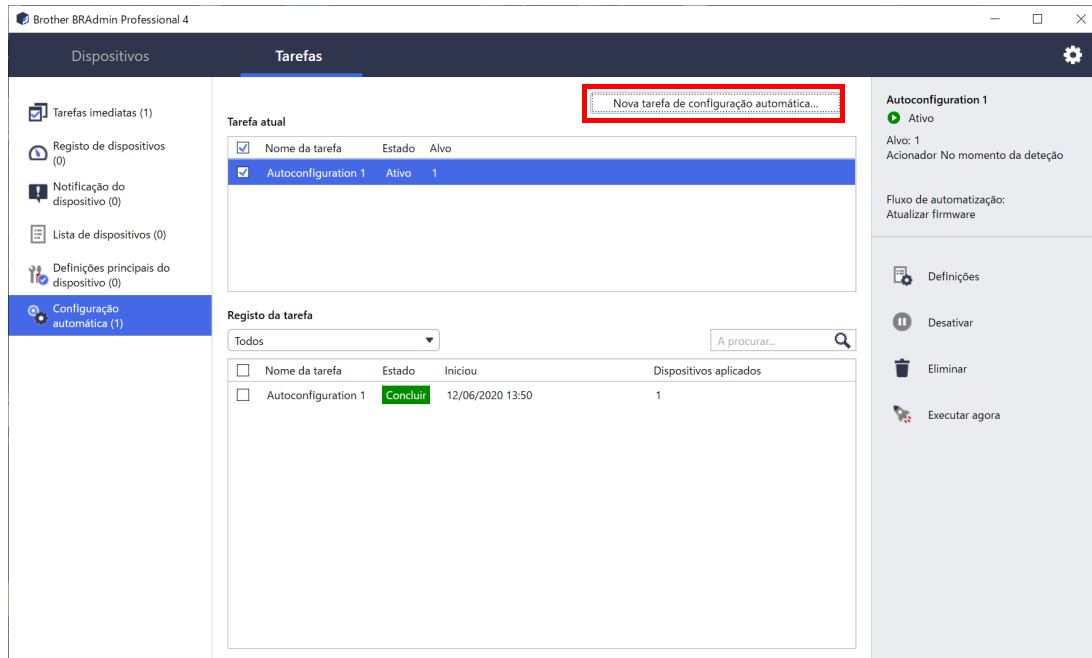 Brother BRAdmin Professional 4
Dispositivos
Tarefas
Tarefas imediatas (1)
Registo de dispositivos
(0)
Notificação do
dispositivo (0)
Lista de dispositivos (0)
Definições principais do
dispositivo (0)
Configuração
automática (1)
Nova tarefa de configuração automática...
Tarefa atual
Nome da tarefa Estado Alvo
Autoconfiguration 1 Ativo 1
Registo da tarefa
Todos
A procurar...
Nome da tarefa Estado Iniciou Dispositivos aplicados
Autoconfiguration 1 Concluir 12/06/2020 13:50 1
Autoconfiguration 1
Ativo
Alvo: 1
Acionador No momento da deteção
Fluxo de automatização:
Atualizar firmware
Definições
Desativar
Eliminar
Executar agora